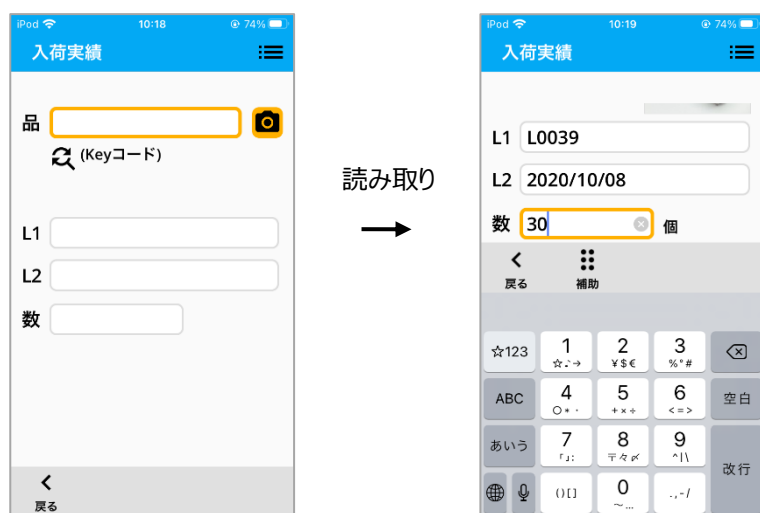 iPod 10:18 74%
入荷実績
品
(Keyコード)
L1
L2
数
戻る
読み取り
iPod 10:19 74%
入荷実績
L1 L0039
L2 2020/10/08
数 30 個
戻る 補助
☆123 1 2 3
☆♪→ ¥$€ %°#
ABC 4 5 6 空白
○*・ +×÷ <=>
あいう 7 8 9
「」: 〒々〆 ^|\
改行
()[] 0 .,-/
~…